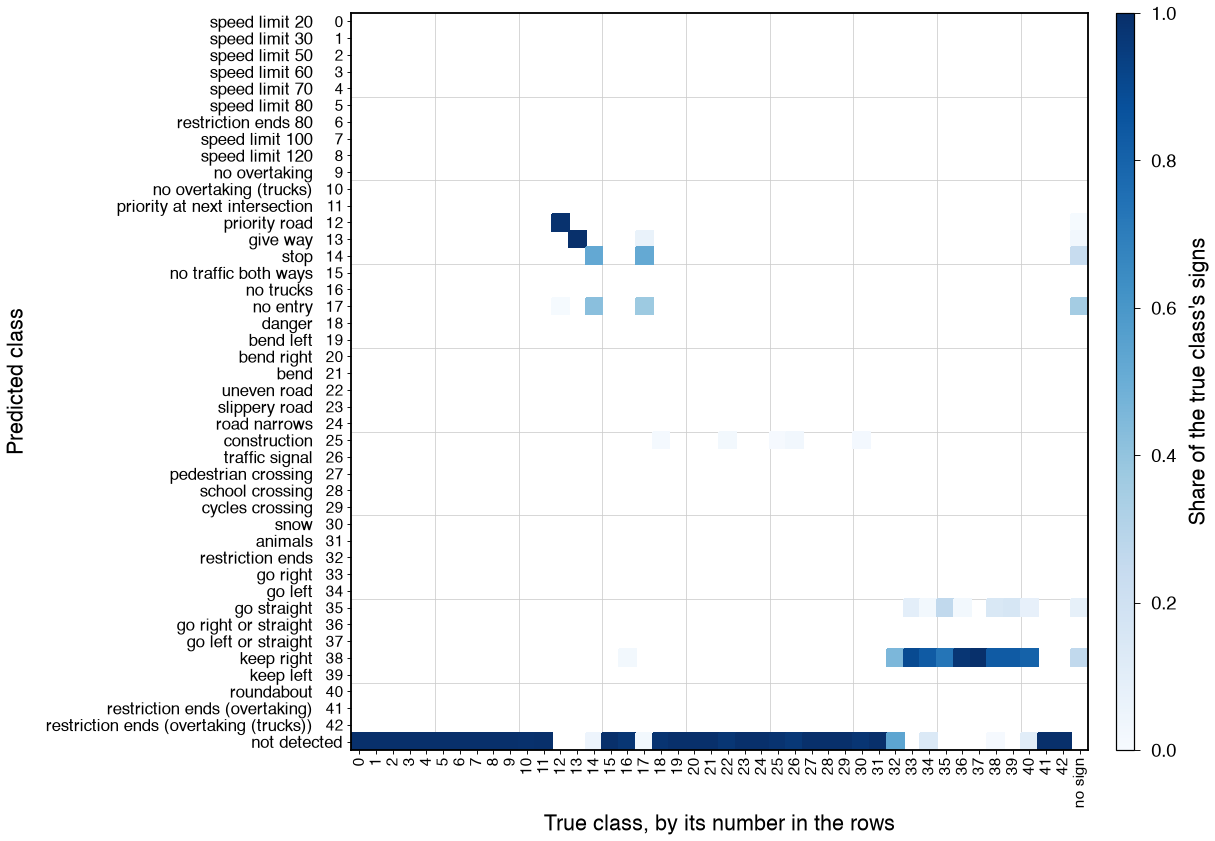 speed limit 20 0
speed limit 30 1
speed limit 50 2
speed limit 60 3
speed limit 70 4
speed limit 80 5
restriction ends 80 6
speed limit 100 7
speed limit 120 8
no overtaking 9
no overtaking (trucks) 10
priority at next intersection 11
priority road 12
give way 13
stop 14
no traffic both ways 15
no trucks 16
no entry 17
danger 18
bend left 19
bend right 20
bend 21
uneven road 22
slippery road 23
road narrows 24
construction 25
traffic signal 26
pedestrian crossing 27
school crossing 28
cycles crossing 29
snow 30
animals 31
restriction ends 32
go right 33
go left 34
go straight 35
go right or straight 36
go left or straight 37
keep right 38
keep left 39
roundabout 40
restriction ends (overtaking) 41
restriction ends (overtaking (trucks)) 42
not detected
Predicted class
0 1 2 3 4 5 6 7 8 9 10 11 12 13 14 15 16 17 18 19 20 21 22 23 24 25 26 27 28 29 30 31 32 33 34 35 36 37 38 39 40 41 42 no sign
True class, by its number in the rows
1.0
0.8
0.6
0.4
0.2
0.0
Share of the true class's signs